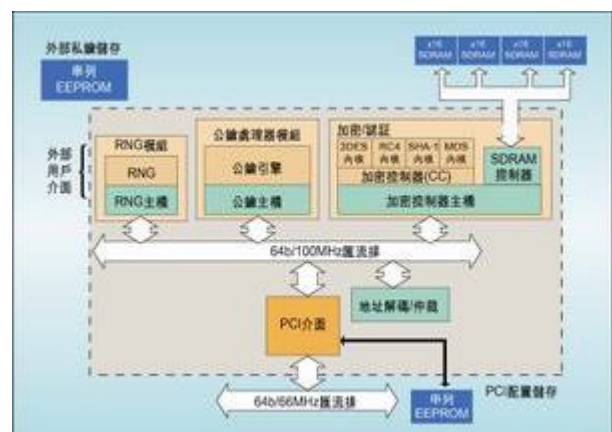 外部私鑰儲存
串列
EEPROM
x16 SDRAM
x16 SDRAM
x16 SDRAM
x16 SDRAM
外部
用戶
介面
RNG模組
RNG
RNG主檔
公鑰處理器模組
公鑰引擎
公鑰主檔
加密/認証
3DES 內核
RC4 內核
SHA-1 內核
MD5 內核
加密控制器(CC)
加密控制器主檔
SDRAM
控制器
64b/100MHz匯流排
PCI介面
地址解碼/仲裁
64b/66MHz匯流排
串列
EEPROM
PCI配置儲存